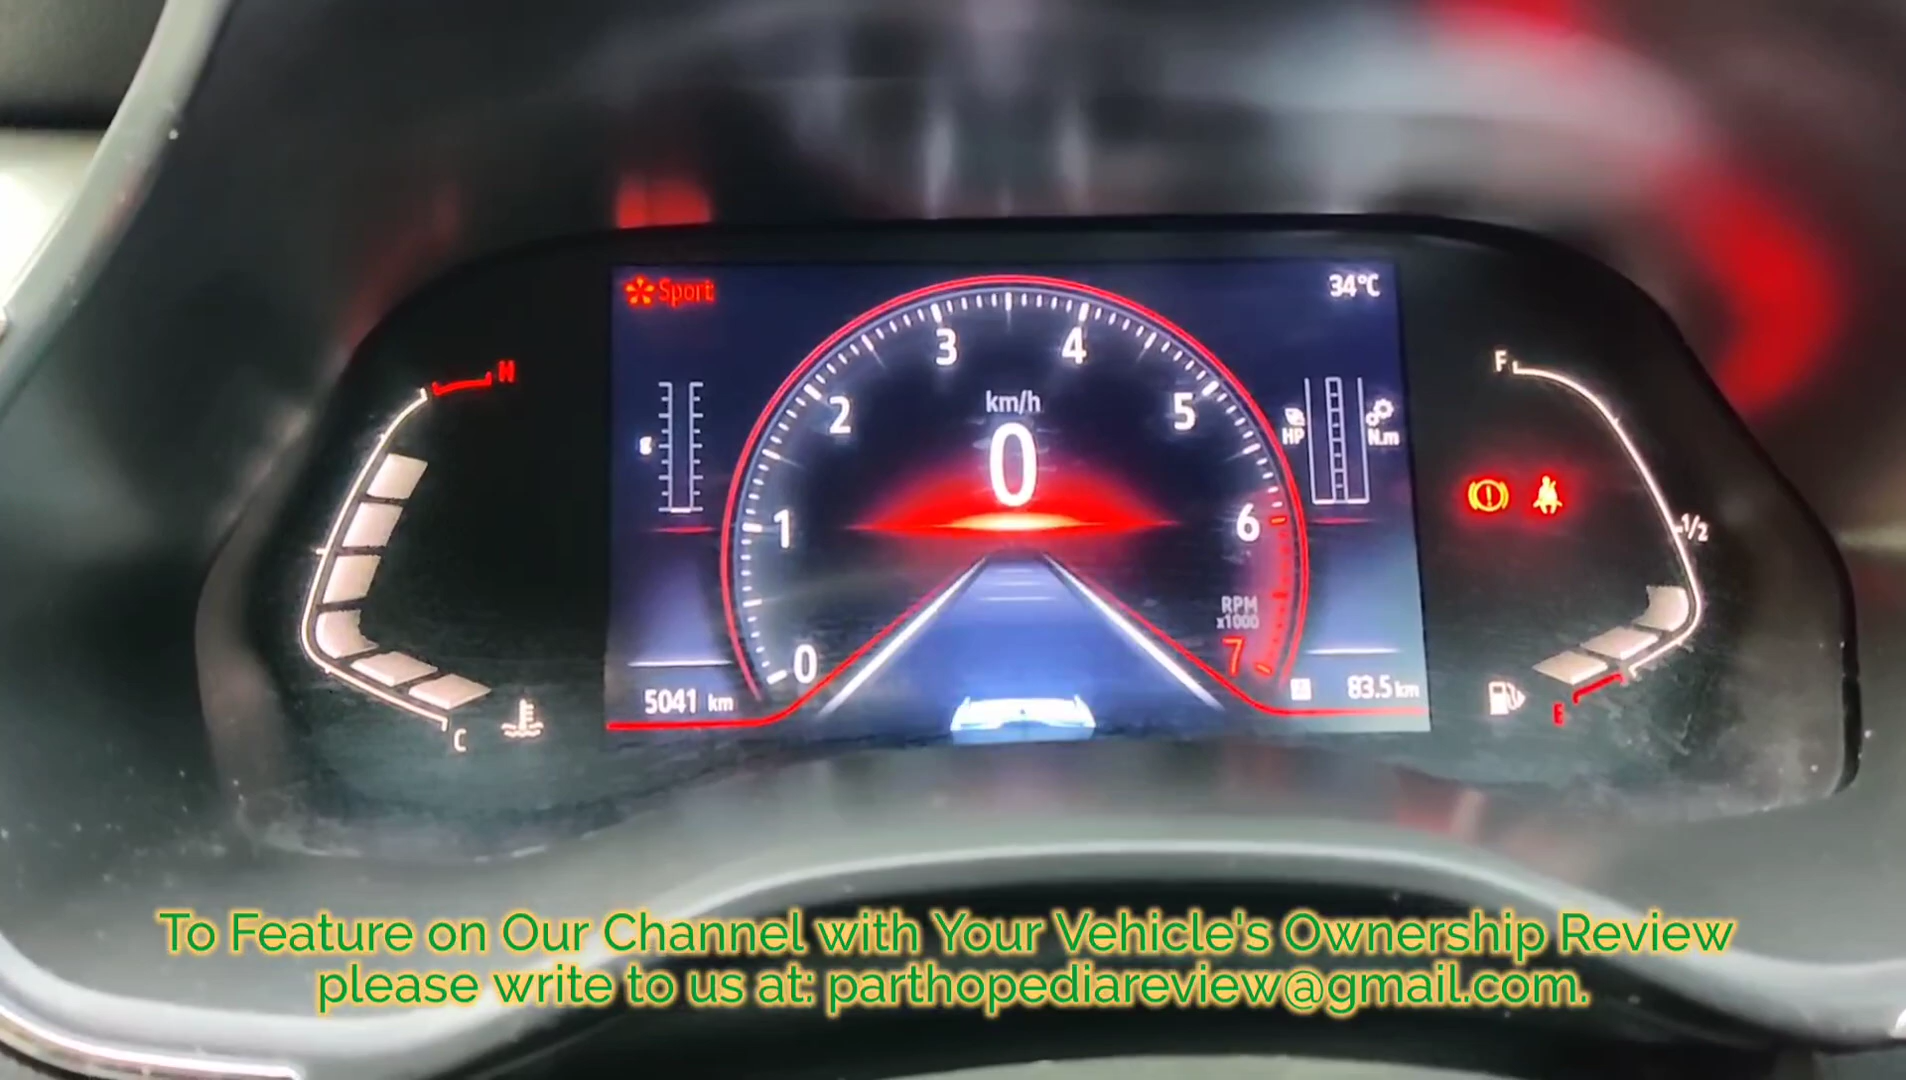 Sport
34°C
H
F
3
4
km/h
2
5
0
g
HP
N.m
1
6
1/2
RPM
x1000
0
7
5041 km
83.5 km
E
C
To Feature on Our Channel with Your Vehicle's Ownership Review
please write to us at: parthopediareview@gmail.com.